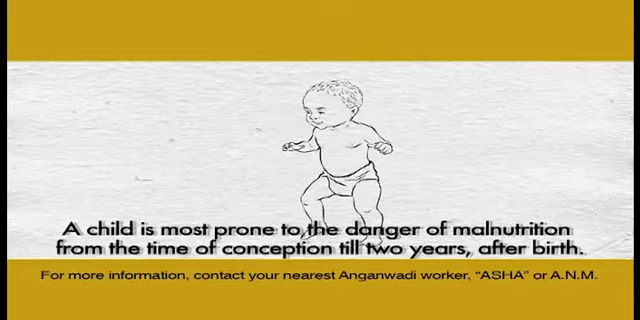 A child is most prone to the danger of malnutrition
from the time of conception till two years, after birth.
For more information, contact your nearest Anganwadi worker, “ASHA” or A.N.M.